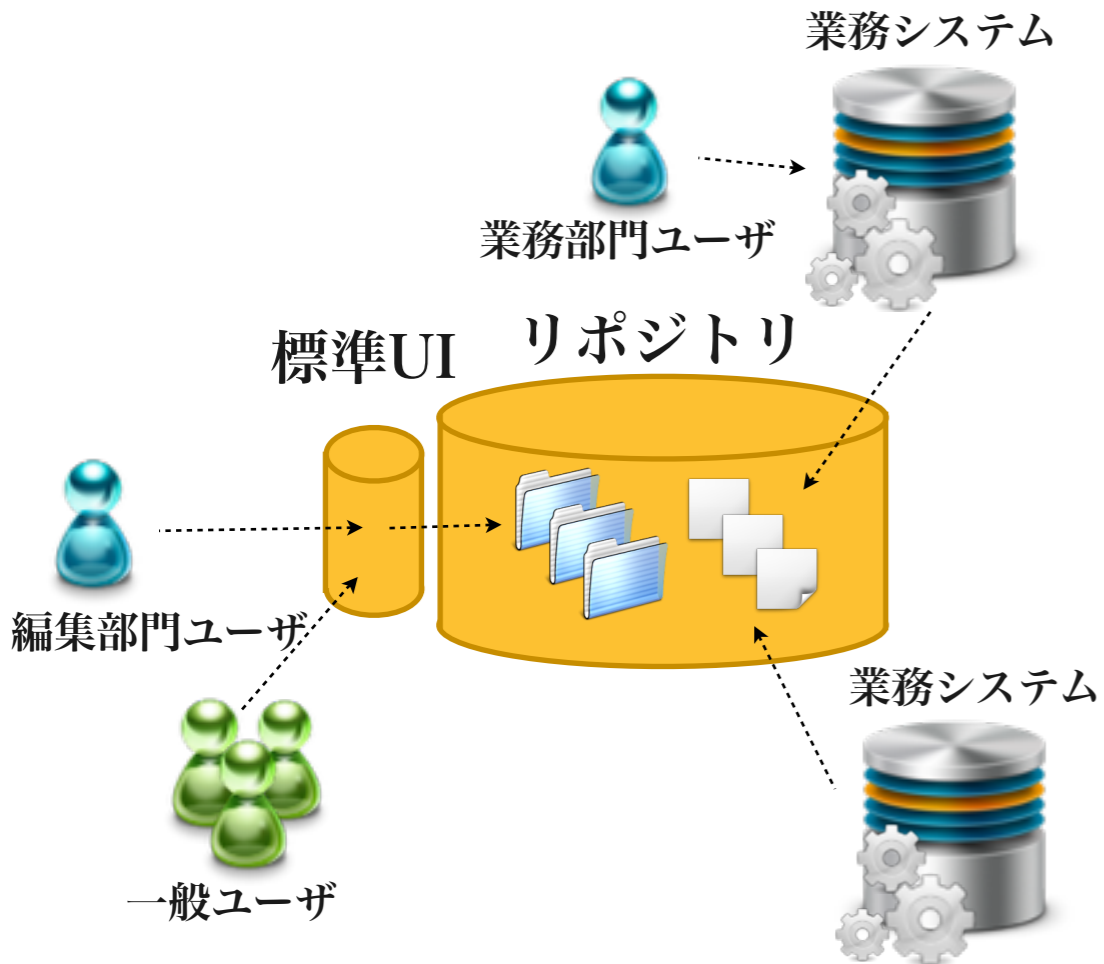 業務システム
業務部門ユーザ
標準UI
リポジトリ
編集部門ユーザ
業務システム
一般ユーザ